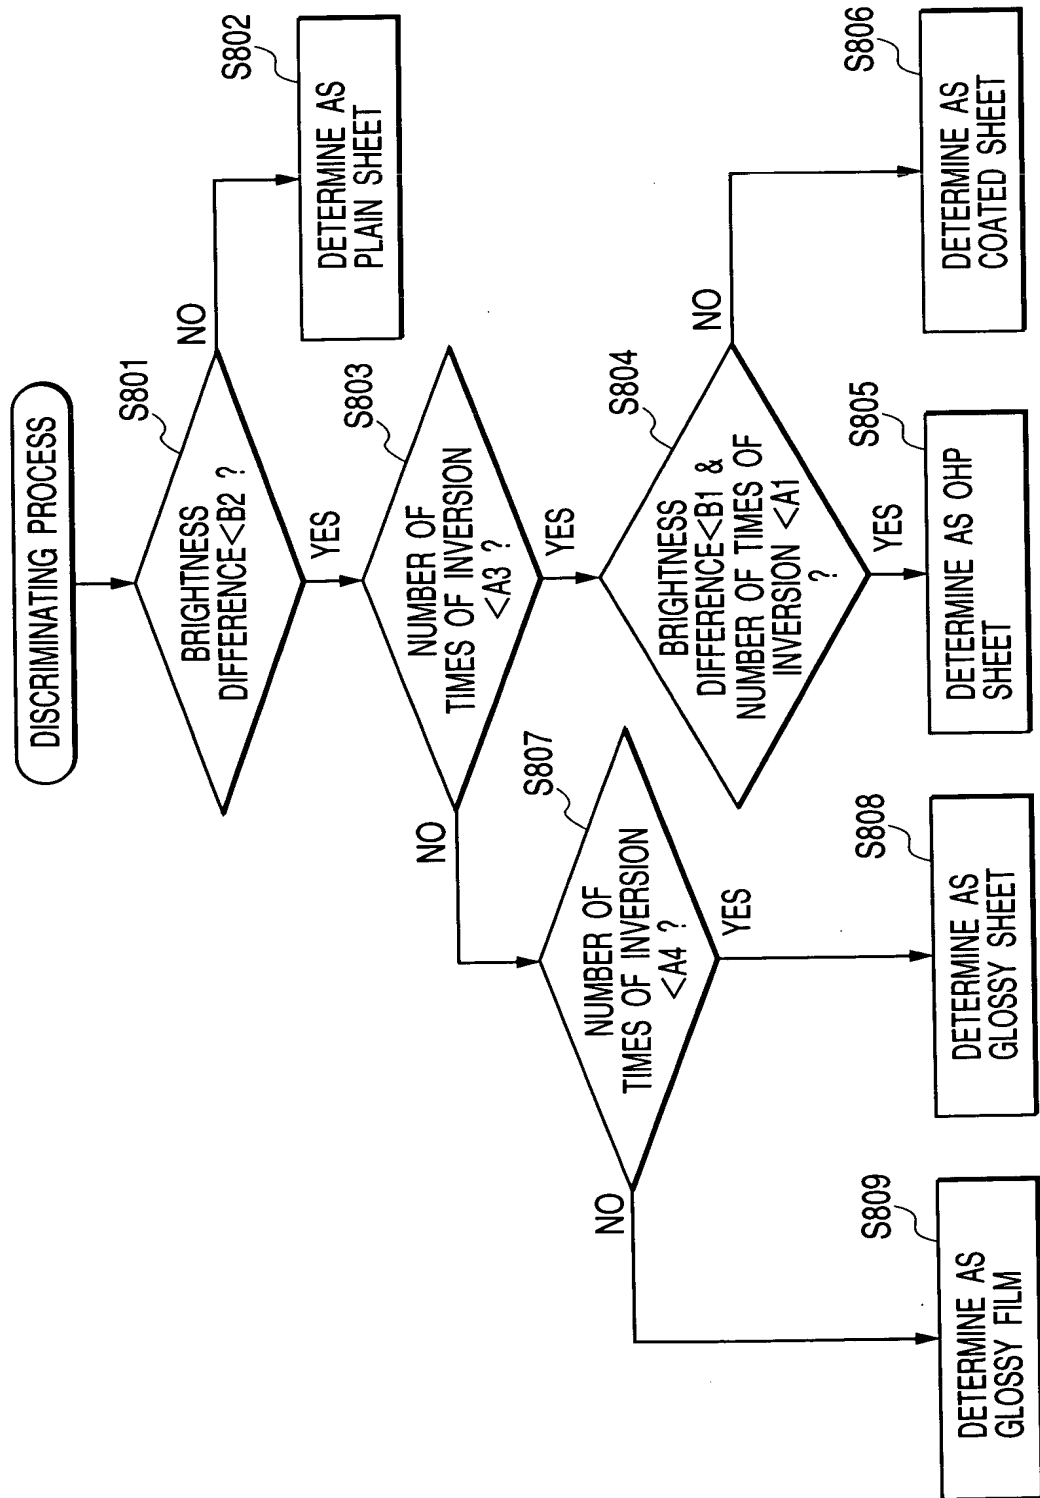 DISCRIMINATING PROCESS
S801
BRIGHTNESS
DIFFERENCE<B2 ?
NO
YES
S802
DETERMINE AS
PLAIN SHEET
S803
NUMBER OF
TIMES OF INVERSION
<A3 ?
NO
YES
S804
BRIGHTNESS
DIFFERENCE<B1 &
NUMBER OF TIMES OF
INVERSION <A1
?
NO
YES
S805
DETERMINE AS OHP
SHEET
S806
DETERMINE AS
COATED SHEET
S807
NUMBER OF
TIMES OF INVERSION
<A4 ?
NO
YES
S808
DETERMINE AS
GLOSSY SHEET
S809
DETERMINE AS
GLOSSY FILM